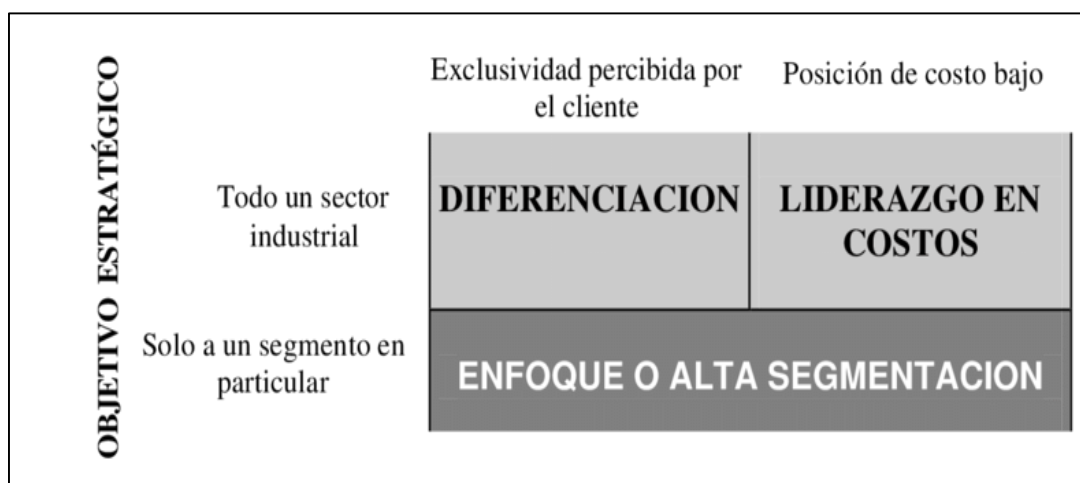 OBJETIVO ESTRATÉGICO
Exclusividad percibida por
el cliente
Posición de costo bajo
Todo un sector
industrial
DIFERENCIACION
LIDERAZGO EN
COSTOS
Solo a un segmento en
particular
ENFOQUE O ALTA SEGMENTACION